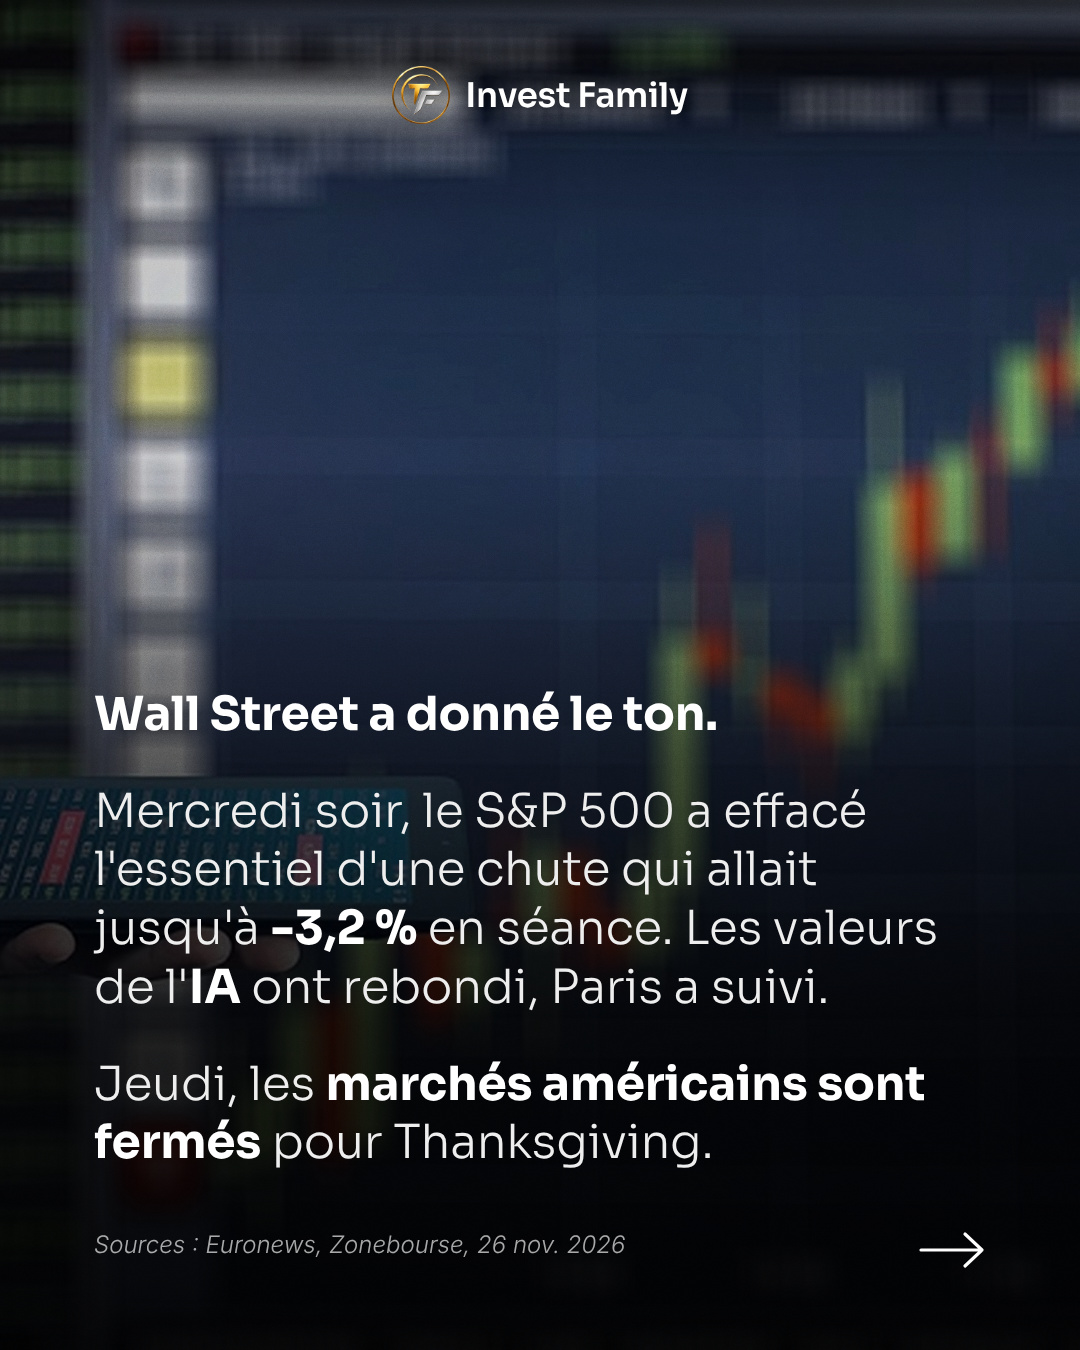 Invest Family
Wall Street a donné le ton.
Mercredi soir, le S&P 500 a effacé
l'essentiel d'une chute qui allait
jusqu'à -3,2 % en séance. Les valeurs
de l'IA ont rebondi, Paris a suivi.
Jeudi, les marchés américains sont
fermés pour Thanksgiving.
Sources : Euronews, Zonebourse, 26 nov. 2026